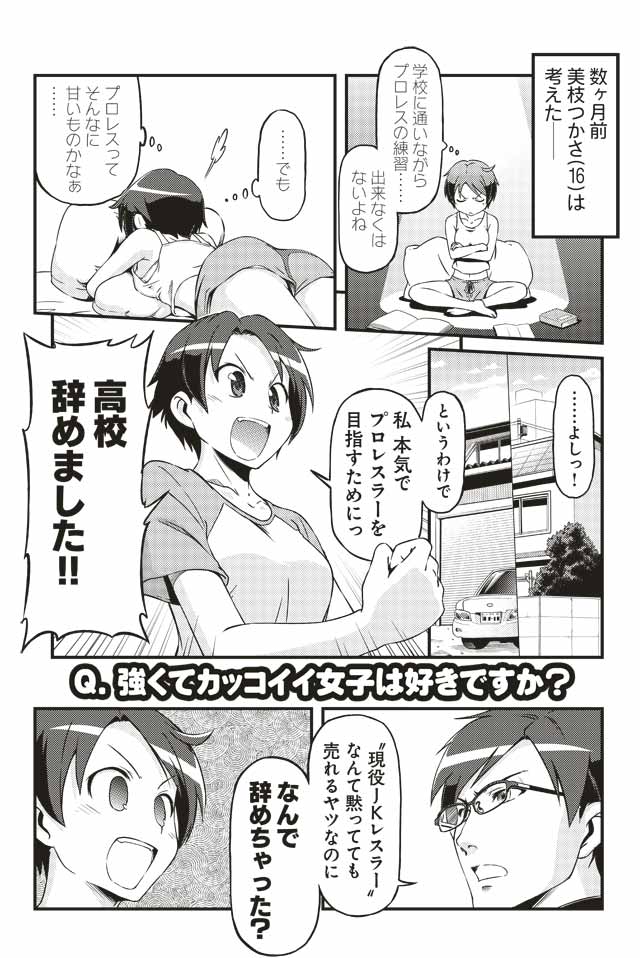 数ヶ月前
美枝つかさ(16)は
考えた――
学校に通いながら
プロレスの練習……
出来なくは
ないよね
……でも
プロレスって
そんなに
甘いものかなぁ
……よしっ!
というわけで
私 本気で
プロレスラーを
目指すためにっ
高校
辞めました!!
Q. 強くてカッコイイ女子は好きですか?
〝現役JKレスラー〟
なんて黙ってても
売れるヤツなのに
なんで
辞めちゃった?